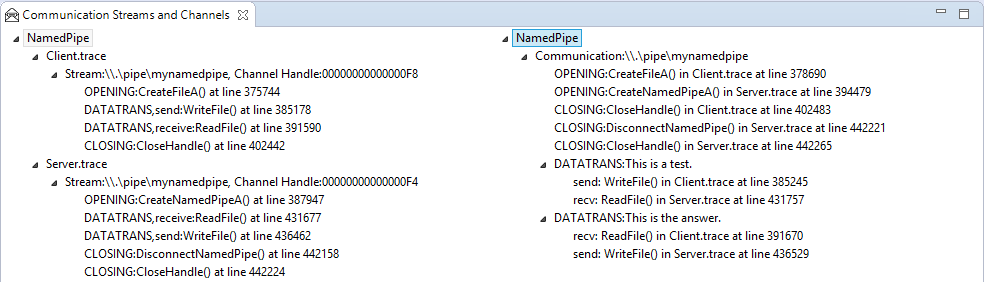 Communication Streams and Channels
NamedPipe
Client.trace
Stream:\\.\pipe\mynamedpipe, Channel Handle:00000000000000F8
OPENING:CreateFileA() at line 375744
DATATRANS,send:WriteFile() at line 385178
DATATRANS,receive:ReadFile() at line 391590
CLOSING:CloseHandle() at line 402442
Server.trace
Stream:\\.\pipe\mynamedpipe, Channel Handle:00000000000000F4
OPENING:CreateNamedPipeA() at line 387947
DATATRANS,receive:ReadFile() at line 431677
DATATRANS,send:WriteFile() at line 436462
CLOSING:DisconnectNamedPipe() at line 442158
CLOSING:CloseHandle() at line 442224
NamedPipe
Communication:\\.\pipe\mynamedpipe
OPENING:CreateFileA() in Client.trace at line 378690
OPENING:CreateNamedPipeA() in Server.trace at line 394479
CLOSING:CloseHandle() in Client.trace at line 402483
CLOSING:DisconnectNamedPipe() in Server.trace at line 442221
CLOSING:CloseHandle() in Server.trace at line 442265
DATATRANS:This is a test.
send: WriteFile() in Client.trace at line 385245
recv: ReadFile() in Server.trace at line 431757
DATATRANS:This is the answer.
recv: ReadFile() in Client.trace at line 391670
send: WriteFile() in Server.trace at line 436529